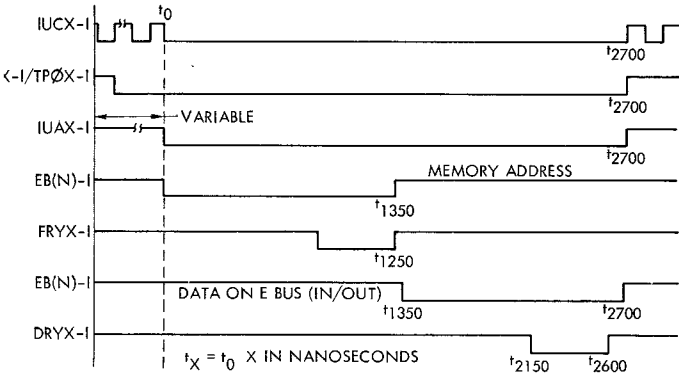 t0
IUCX-I
t2700
X-I/TPØX-I
t2700
VARIABLE
IUAX-I
t2700
EB(N)-I
MEMORY ADDRESS
t1350
FRYX-I
t1250
EB(N)-I
DATA ON E BUS (IN/OUT)
t1350
t2700
DRYX-I
tX = t0 X IN NANOSECONDS
t2150
t2600